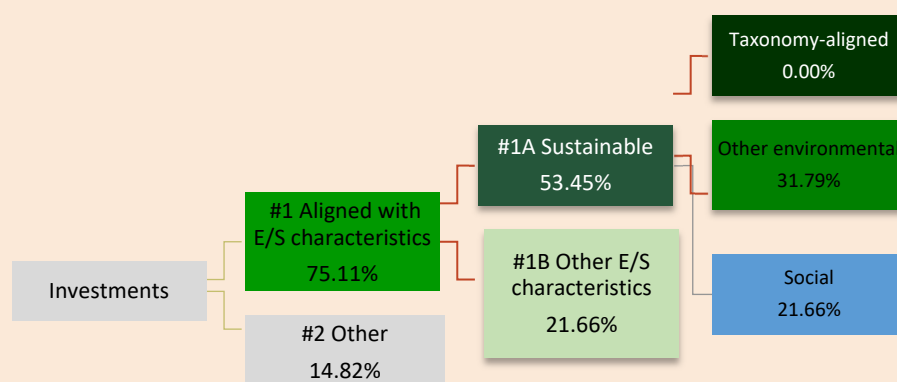 Taxonomy-aligned
0.00%
#1A Sustainable
53.45%
Other environmenta
31.79%
#1 Aligned with
E/S characteristics
75.11%
#1B Other E/S
characteristics
21.66%
Investments
Social
21.66%
#2 Other
14.82%